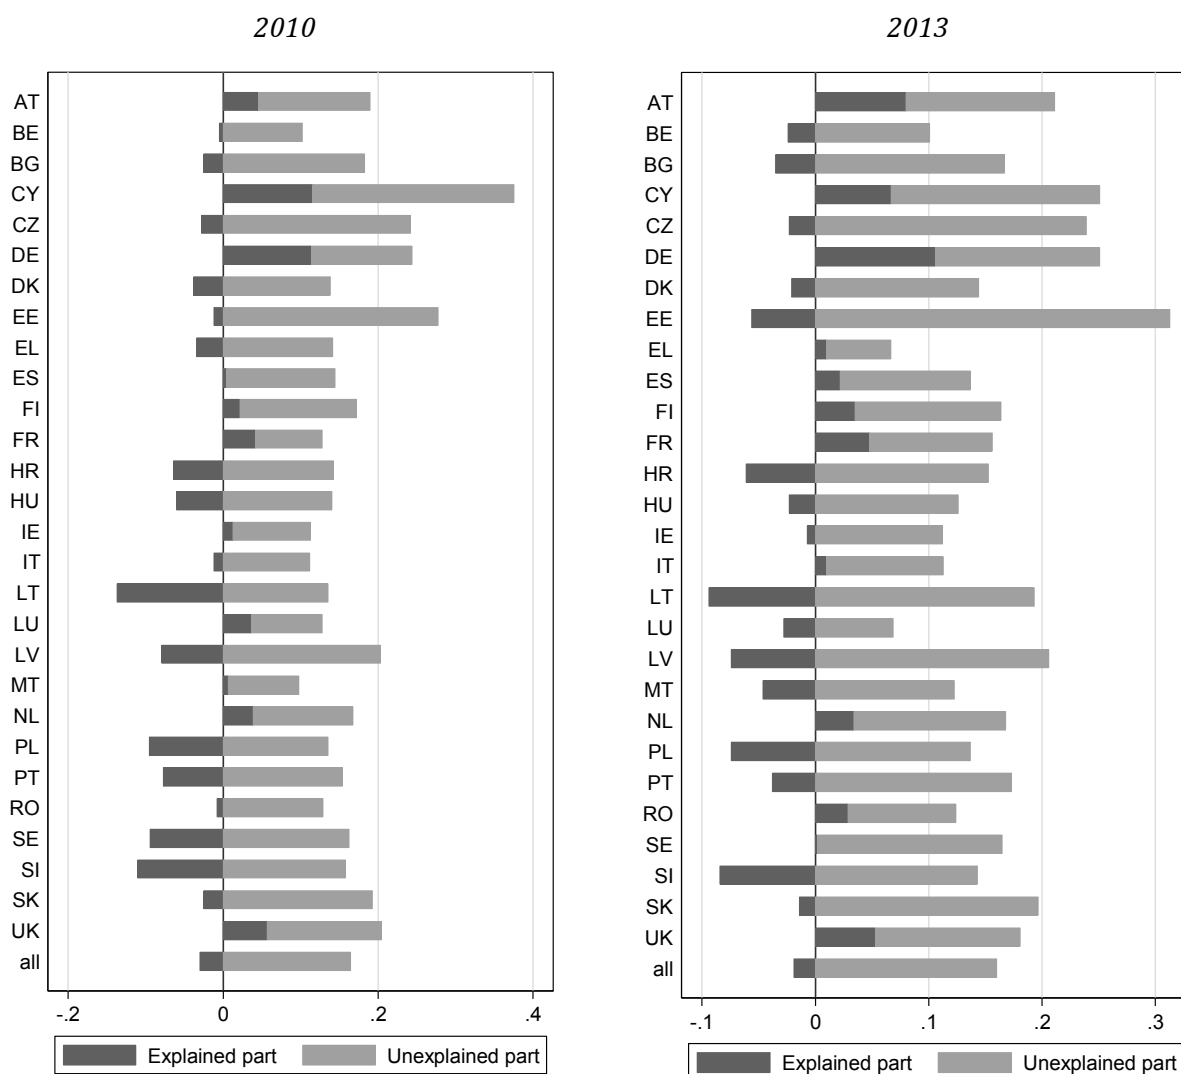 2010
AT
BE
BG
CY
CZ
DE
DK
EE
EL
ES
FI
FR
HR
HU
IE
IT
LT
LU
LV
MT
NL
PL
PT
RO
SE
SI
SK
UK
all
-.2 0 .2 .4
Explained part Unexplained part
2013
AT
BE
BG
CY
CZ
DE
DK
EE
EL
ES
FI
FR
HR
HU
IE
IT
LT
LU
LV
MT
NL
PL
PT
RO
SE
SI
SK
UK
all
-.1 0 .1 .2 .3
Explained part Unexplained part